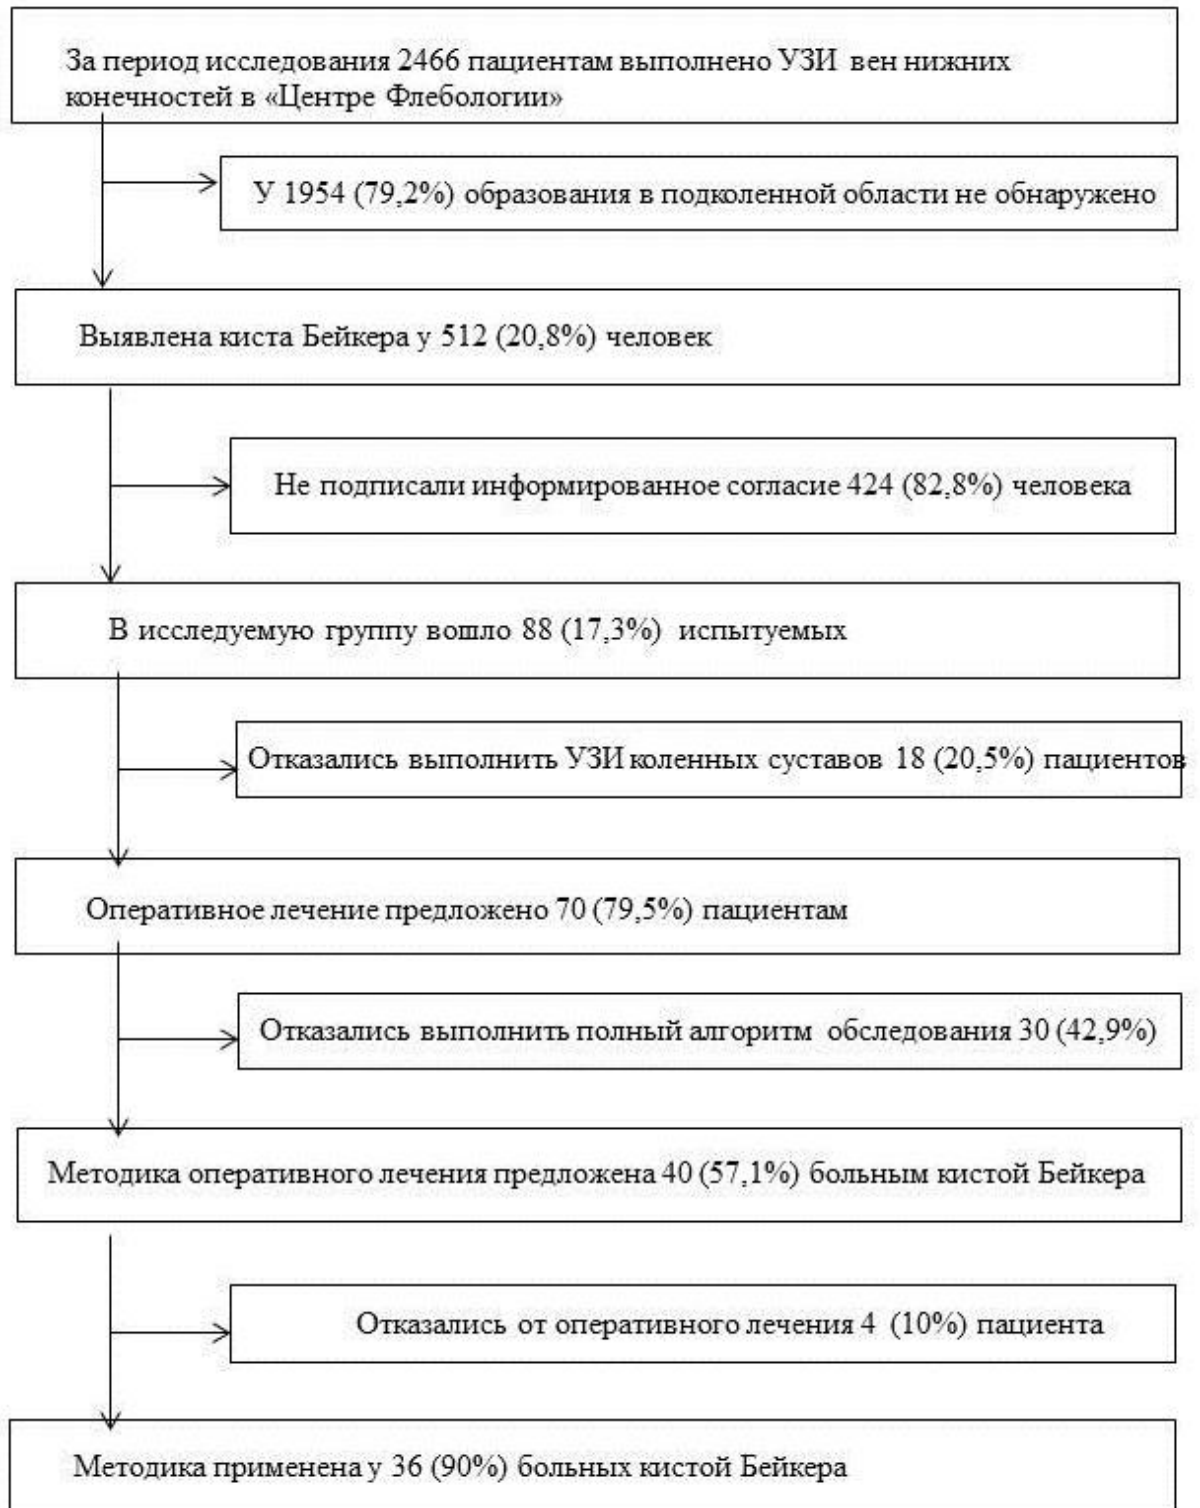 За период исследования 2466 пациентам выполнено УЗИ вен нижних
конечностей в «Центре Флебологии»
У 1954 (79,2%) образования в подколенной области не обнаружено
Выявлена киста Бейкера у 512 (20,8%) человек
Не подписали информированное согласие 424 (82,8%) человека
В исследуемую группу вошло 88 (17,3%) испытуемых
Отказались выполнить УЗИ коленных суставов 18 (20,5%) пациентов
Оперативное лечение предложено 70 (79,5%) пациентам
Отказались выполнить полный алгоритм обследования 30 (42,9%)
Методика оперативного лечения предложена 40 (57,1%) больным кистой Бейкера
Отказались от оперативного лечения 4 (10%) пациента
Методика применена у 36 (90%) больных кистой Бейкера